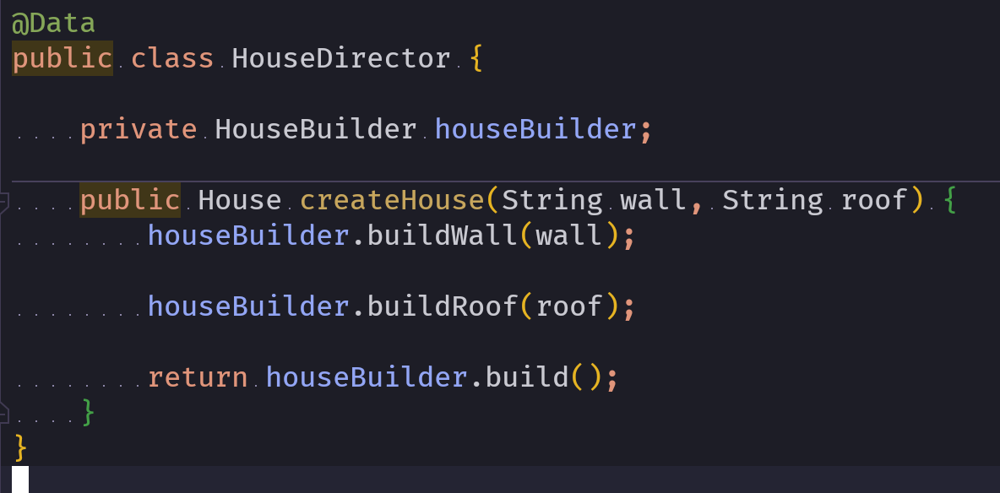 @Data
public class HouseDirector {
    private HouseBuilder houseBuilder;
    public House createHouse(String wall, String roof) {
        houseBuilder.buildWall(wall);
        houseBuilder.buildRoof(roof);
        return houseBuilder.build();
    }
}